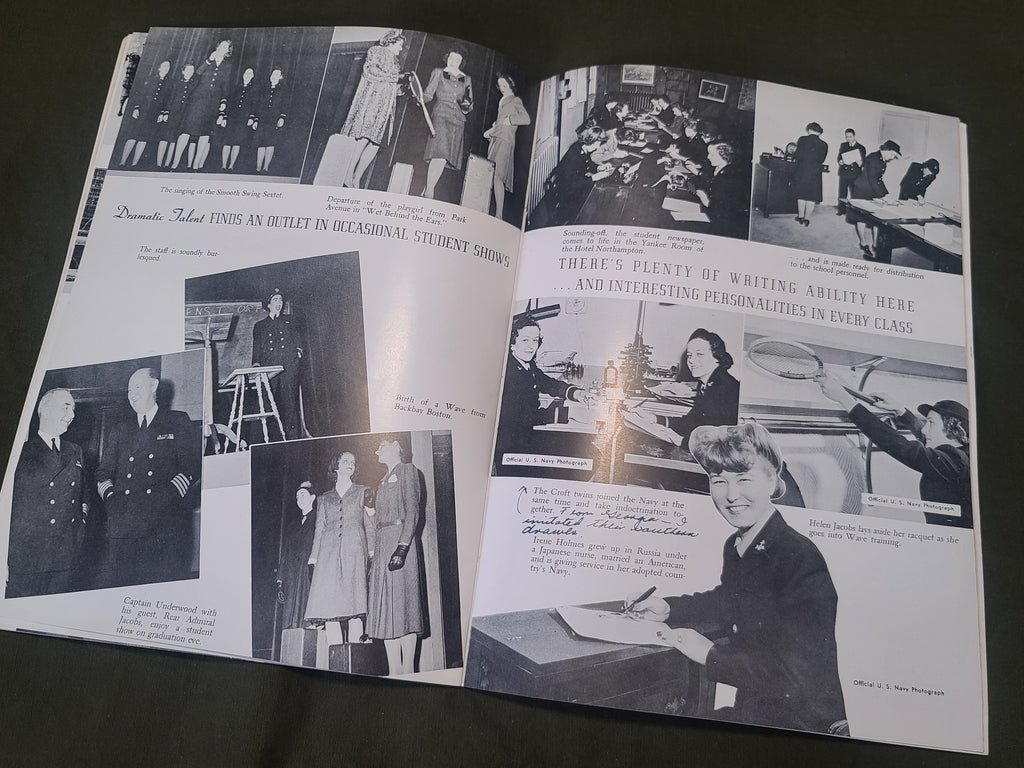 The singing of the Smooth Swing Sextet.
Departure of the playgirl from Park
Avenue in "Wet Behind the Ears."
Dramatic Talent FINDS AN OUTLET IN OCCASIONAL STUDENT SHOWS
The staff is soundly bur-
lesqued.
Birth of a Wave from
Backbay Boston.
Captain Underwood with
his guest, Rear Admiral
Jacobs, enjoy a student
show on graduation eve.
Sounding-off, the student newspaper,
comes to life in the Yankee Room of
the Hotel Northampton.
. . . and is made ready for distribution
to the school personnel.
THERE'S PLENTY OF WRITING ABILITY HERE
. . . AND INTERESTING PERSONALITIES IN EVERY CLASS
Official U. S. Navy Photograph
Official U. S. Navy Photograph
The Croft twins joined the Navy at the
same time and take indoctrination to-
gether. From Georgia - I
imitated their Southern
drawls.
Irene Holmes grew up in Russia under
a Japanese nurse, married an American,
and is giving service in her adopted coun-
try's Navy.
Helen Jacobs lays aside her racquet as she
goes into Wave training.
Official U. S. Navy Photograph